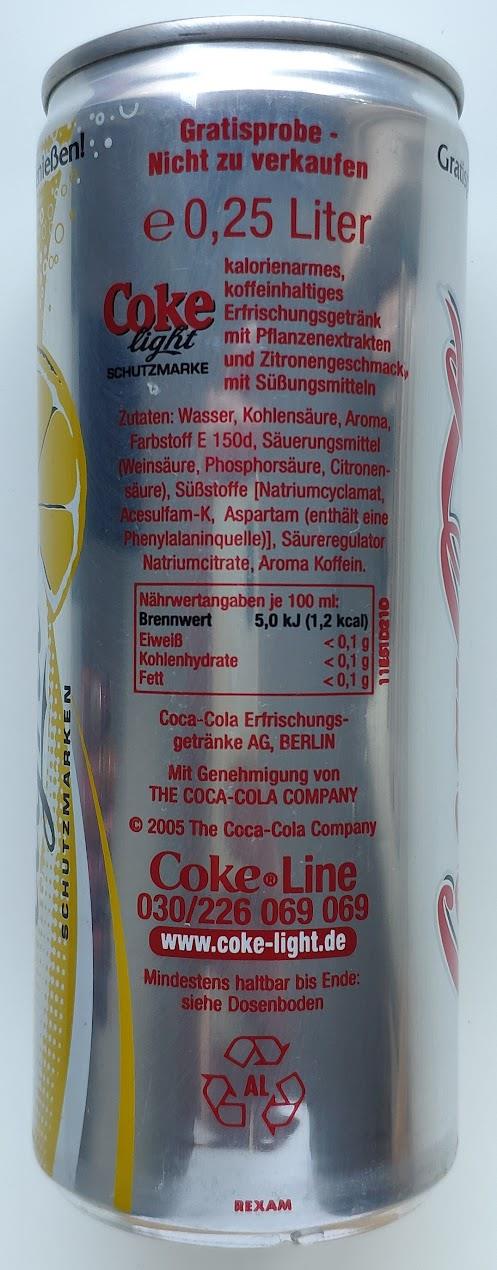 nießen!
Gratisprobe -
Nicht zu verkaufen
e 0,25 Liter
Coke
light
SCHUTZMARKE
kalorienarmes,
koffeinhaltiges
Erfrischungsgetränk
mit Pflanzenextrakten
und Zitronengeschmack,
mit Süßungsmitteln
Zutaten: Wasser, Kohlensäure, Aroma,
Farbstoff E 150d, Säuerungsmittel
(Weinsäure, Phosphorsäure, Citronen-
säure), Süßstoffe [Natriumcyclamat,
Acesulfam-K, Aspartam (enthält eine
Phenylalaninquelle)], Säureregulator
Natriumcitrate, Aroma Koffein.
Nährwertangaben je 100 ml:
Brennwert 5,0 kJ (1,2 kcal)
Eiweiß < 0,1 g
Kohlenhydrate < 0,1 g
Fett < 0,1 g
Coca-Cola Erfrischungs-
getränke AG, BERLIN
Mit Genehmigung von
THE COCA-COLA COMPANY
© 2005 The Coca-Cola Company
Coke® Line
030/226 069 069
www.coke-light.de
Mindestens haltbar bis Ende:
siehe Dosenboden
AL
REXAM
SCHUTZMARKEN
Gratis